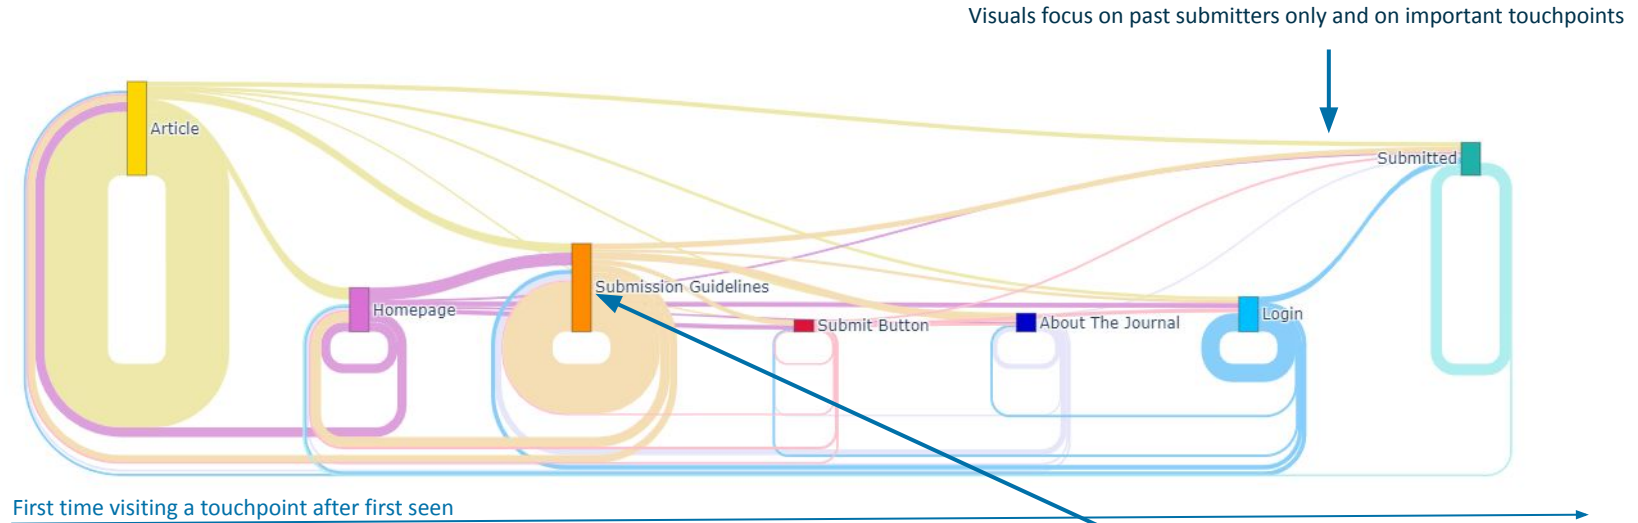 Visuals focus on past submitters only and on important touchpoints
Article
Submitted
Submission Guidelines
Homepage
Submit Button
About The Journal
Login
First time visiting a touchpoint after first seen